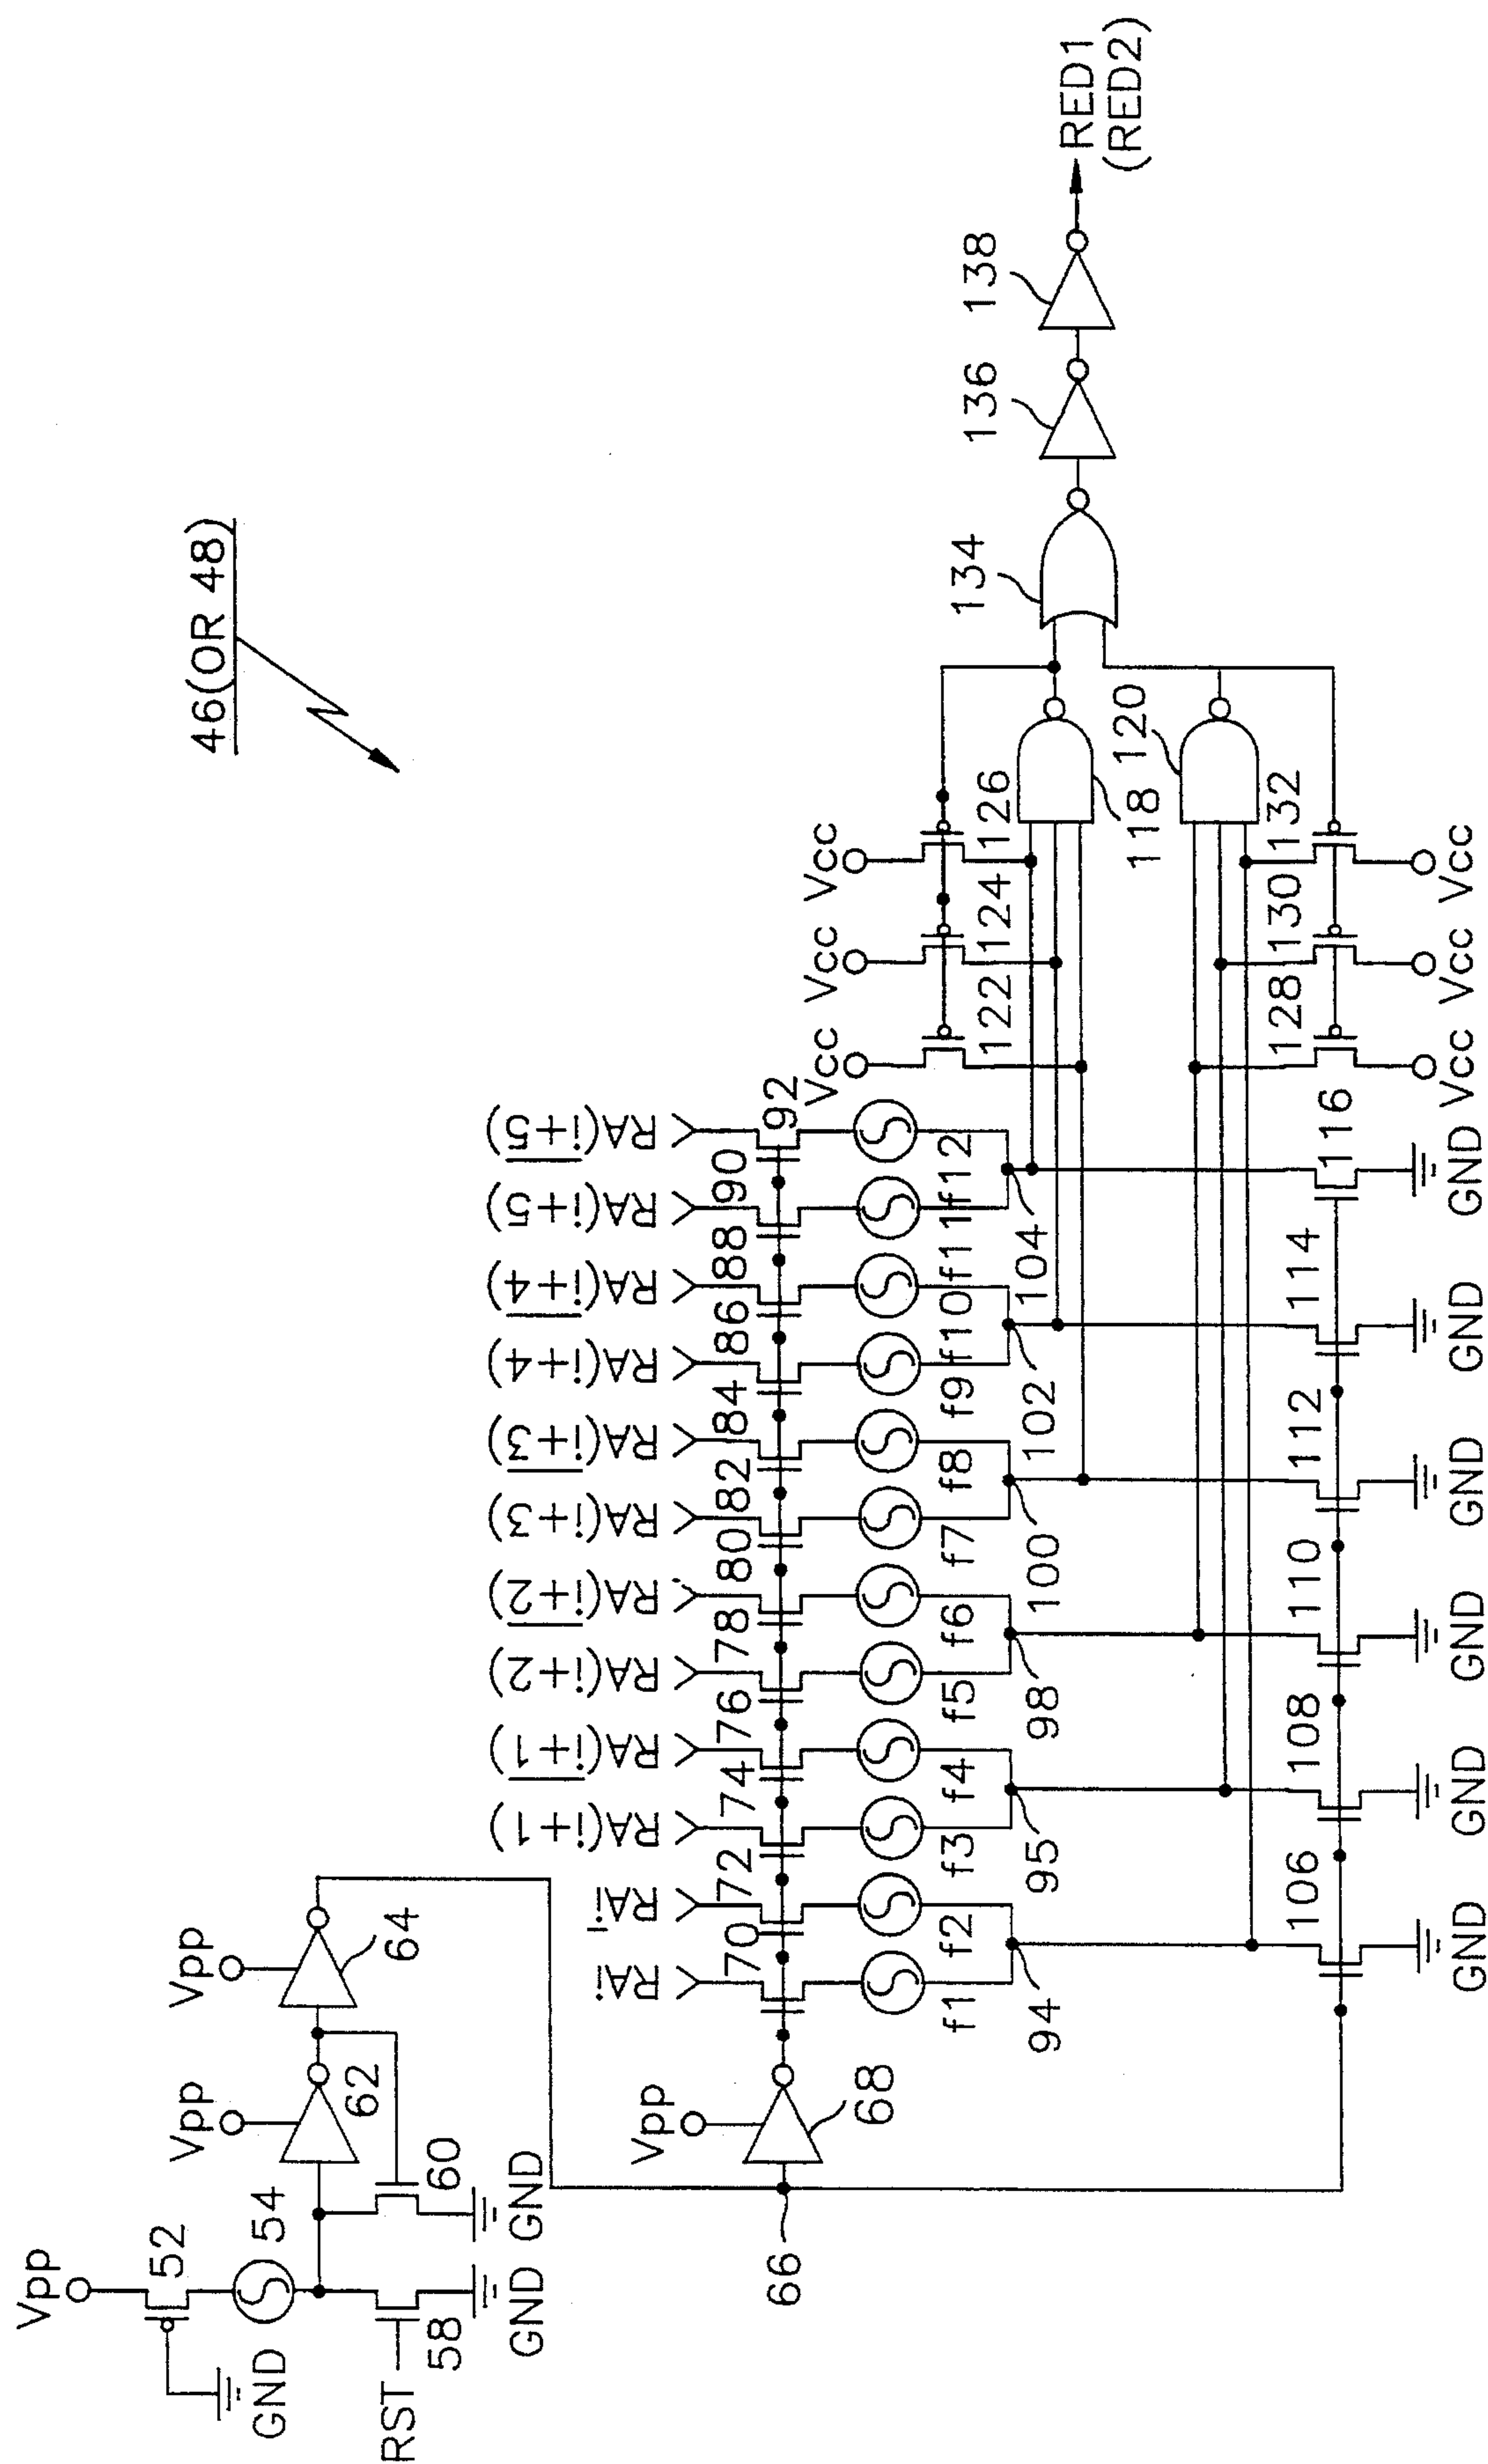 46(OR 48)
Vpp
52
GND
54
Vpp
62
Vpp
64
RST
58
60
GND
GND
RAi
RAi
RA(i+1)
RA(i+1)
RA(i+2)
RA(i+2)
RA(i+3)
RA(i+3)
RA(i+4)
RA(i+4)
RA(i+5)
RA(i+5)
Vpp
68
66
70
72
74
76
78
80
82
84
86
88
90
92
f1
f2
f3
f4
f5
f6
f7
f8
f9
f10
f11
f12
94
95
98
100
102
104
Vcc
Vcc
Vcc
122
124
126
118
120
134
136
138
RED1
(RED2)
106
108
110
112
114
116
128
130
132
GND
GND
GND
GND
GND
GND
Vcc
Vcc
Vcc